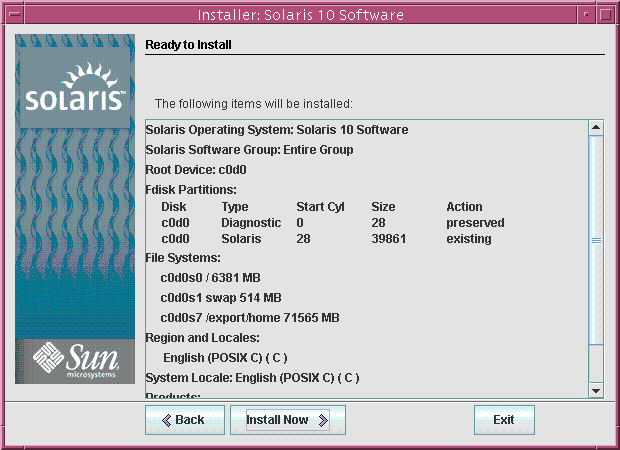 Installer: Solaris 10 Software
solaris™
Ready to Install
The following items will be installed:
Solaris Operating System: Solaris 10 Software
Solaris Software Group: Entire Group
Root Device: c0d0
Fdisk Partitions:
Disk Type Start Cyl Size Action
c0d0 Diagnostic 0 28 preserved
c0d0 Solaris 28 39861 existing
File Systems:
c0d0s0 / 6381 MB
c0d0s1 swap 514 MB
c0d0s7 /export/home 71565 MB
Region and Locales:
English (POSIX C) ( C )
System Locale: English (POSIX C) ( C )
Products:
Sun
microsystems
Back Install Now Exit